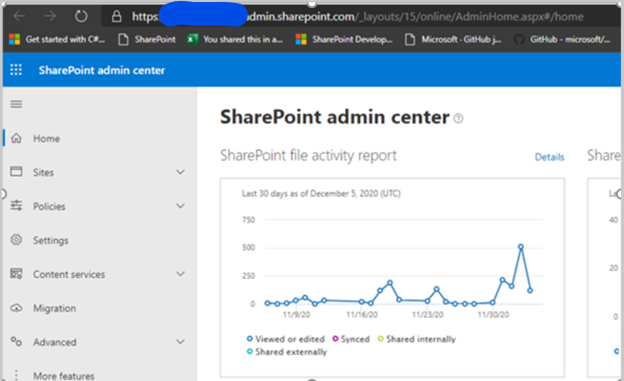 https: admin.sharepoint.com/_layouts/15/online/AdminHome.aspx#/home
Get started with C#... SharePoint You shared this in a... SharePoint Develop... Microsoft - GitHub j... GitHub - microsoft/...
SharePoint admin center
Home
Sites
Policies
Settings
Content services
Migration
Advanced
More features
SharePoint admin center
SharePoint file activity report Details
Last 30 days as of December 5, 2020 (UTC)
750
500
250
0
11/9/20 11/16/20 11/23/20 11/30/20
Viewed or edited Synced Shared internally
Shared externally
Share
La
40
20
0